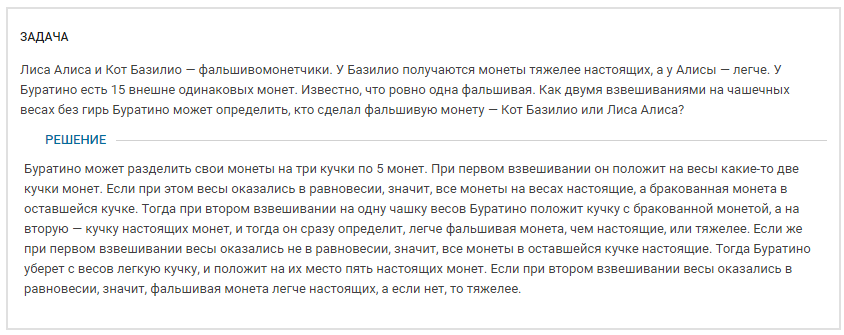 ЗАДАЧА
Лиса Алиса и Кот Базилио — фальшивомонетчики. У Базилио получаются монеты тяжелее настоящих, а у Алисы — легче. У
Буратино есть 15 внешне одинаковых монет. Известно, что ровно одна фальшивая. Как двумя взвешиваниями на чашечных
весах без гирь Буратино может определить, кто сделал фальшивую монету — Кот Базилио или Лиса Алиса?
РЕШЕНИЕ
Буратино может разделить свои монеты на три кучки по 5 монет. При первом взвешивании он положит на весы какие-то две
кучки монет. Если при этом весы оказались в равновесии, значит, все монеты на весах настоящие, а бракованная монета в
оставшейся кучке. Тогда при втором взвешивании на одну чашку весов Буратино положит кучку с бракованной монетой, а на
вторую — кучку настоящих монет, и тогда он сразу определит, легче фальшивая монета, чем настоящие, или тяжелее. Если же
при первом взвешивании весы оказались не в равновесии, значит, все монеты в оставшейся кучке настоящие. Тогда Буратино
уберет с весов легкую кучку, и положит на их место пять настоящих монет. Если при втором взвешивании весы оказались в
равновесии, значит, фальшивая монета легче настоящих, а если нет, то тяжелее.